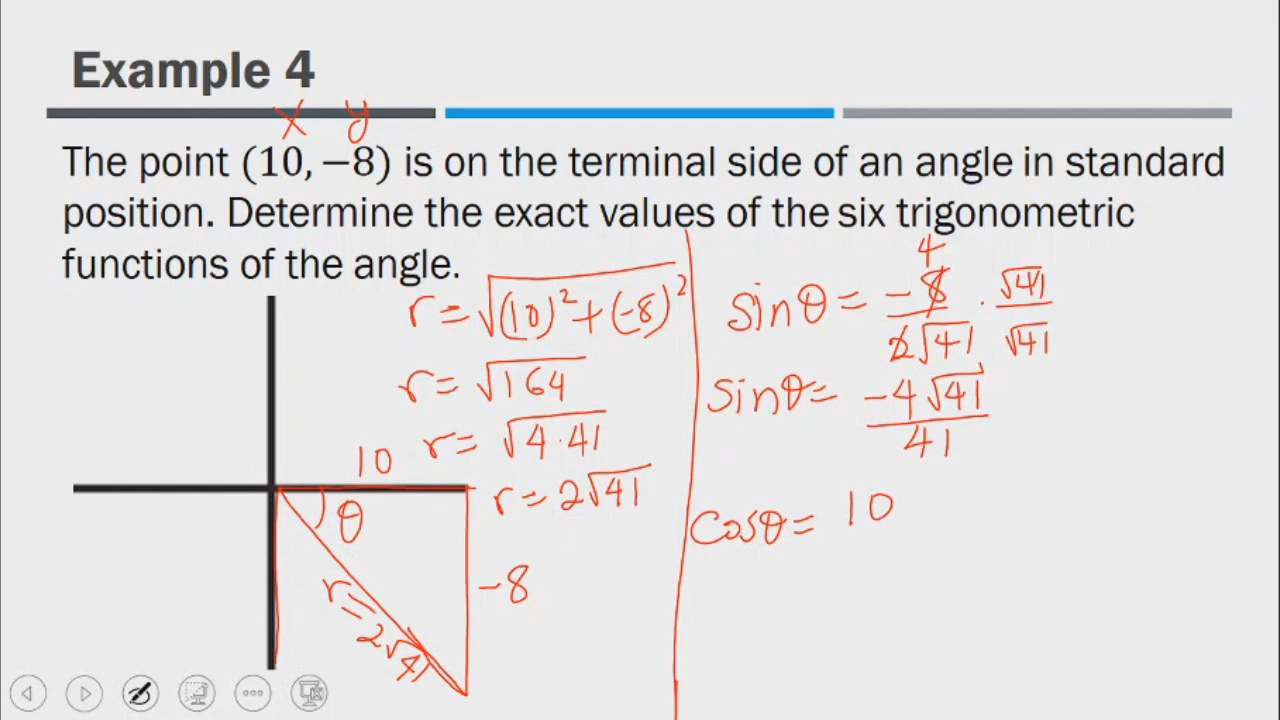 Example 4
x y
The point (10, −8) is on the terminal side of an angle in standard
position. Determine the exact values of the six trigonometric
functions of the angle.
r = √((10)² + (-8)²)
r = √164
r = √(4·41)
r = 2√41
10
θ
-8
r = 2√41
4
sinθ = -8/(2√41) · √41/√41
sinθ = -4√41/41
cosθ = 10